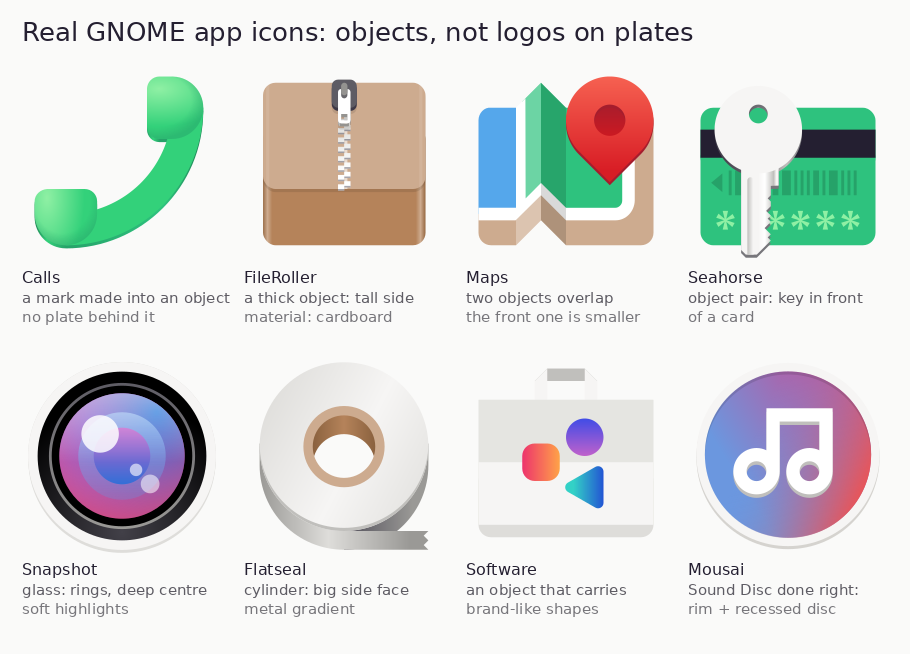 Real GNOME app icons: objects, not logos on plates
Calls
a mark made into an object
no plate behind it
FileRoller
a thick object: tall side
material: cardboard
Maps
two objects overlap
the front one is smaller
*****
Seahorse
object pair: key in front
of a card
Snapshot
glass: rings, deep centre
soft highlights
Flatseal
cylinder: big side face
metal gradient
Software
an object that carries
brand-like shapes
Mousai
Sound Disc done right:
rim + recessed disc